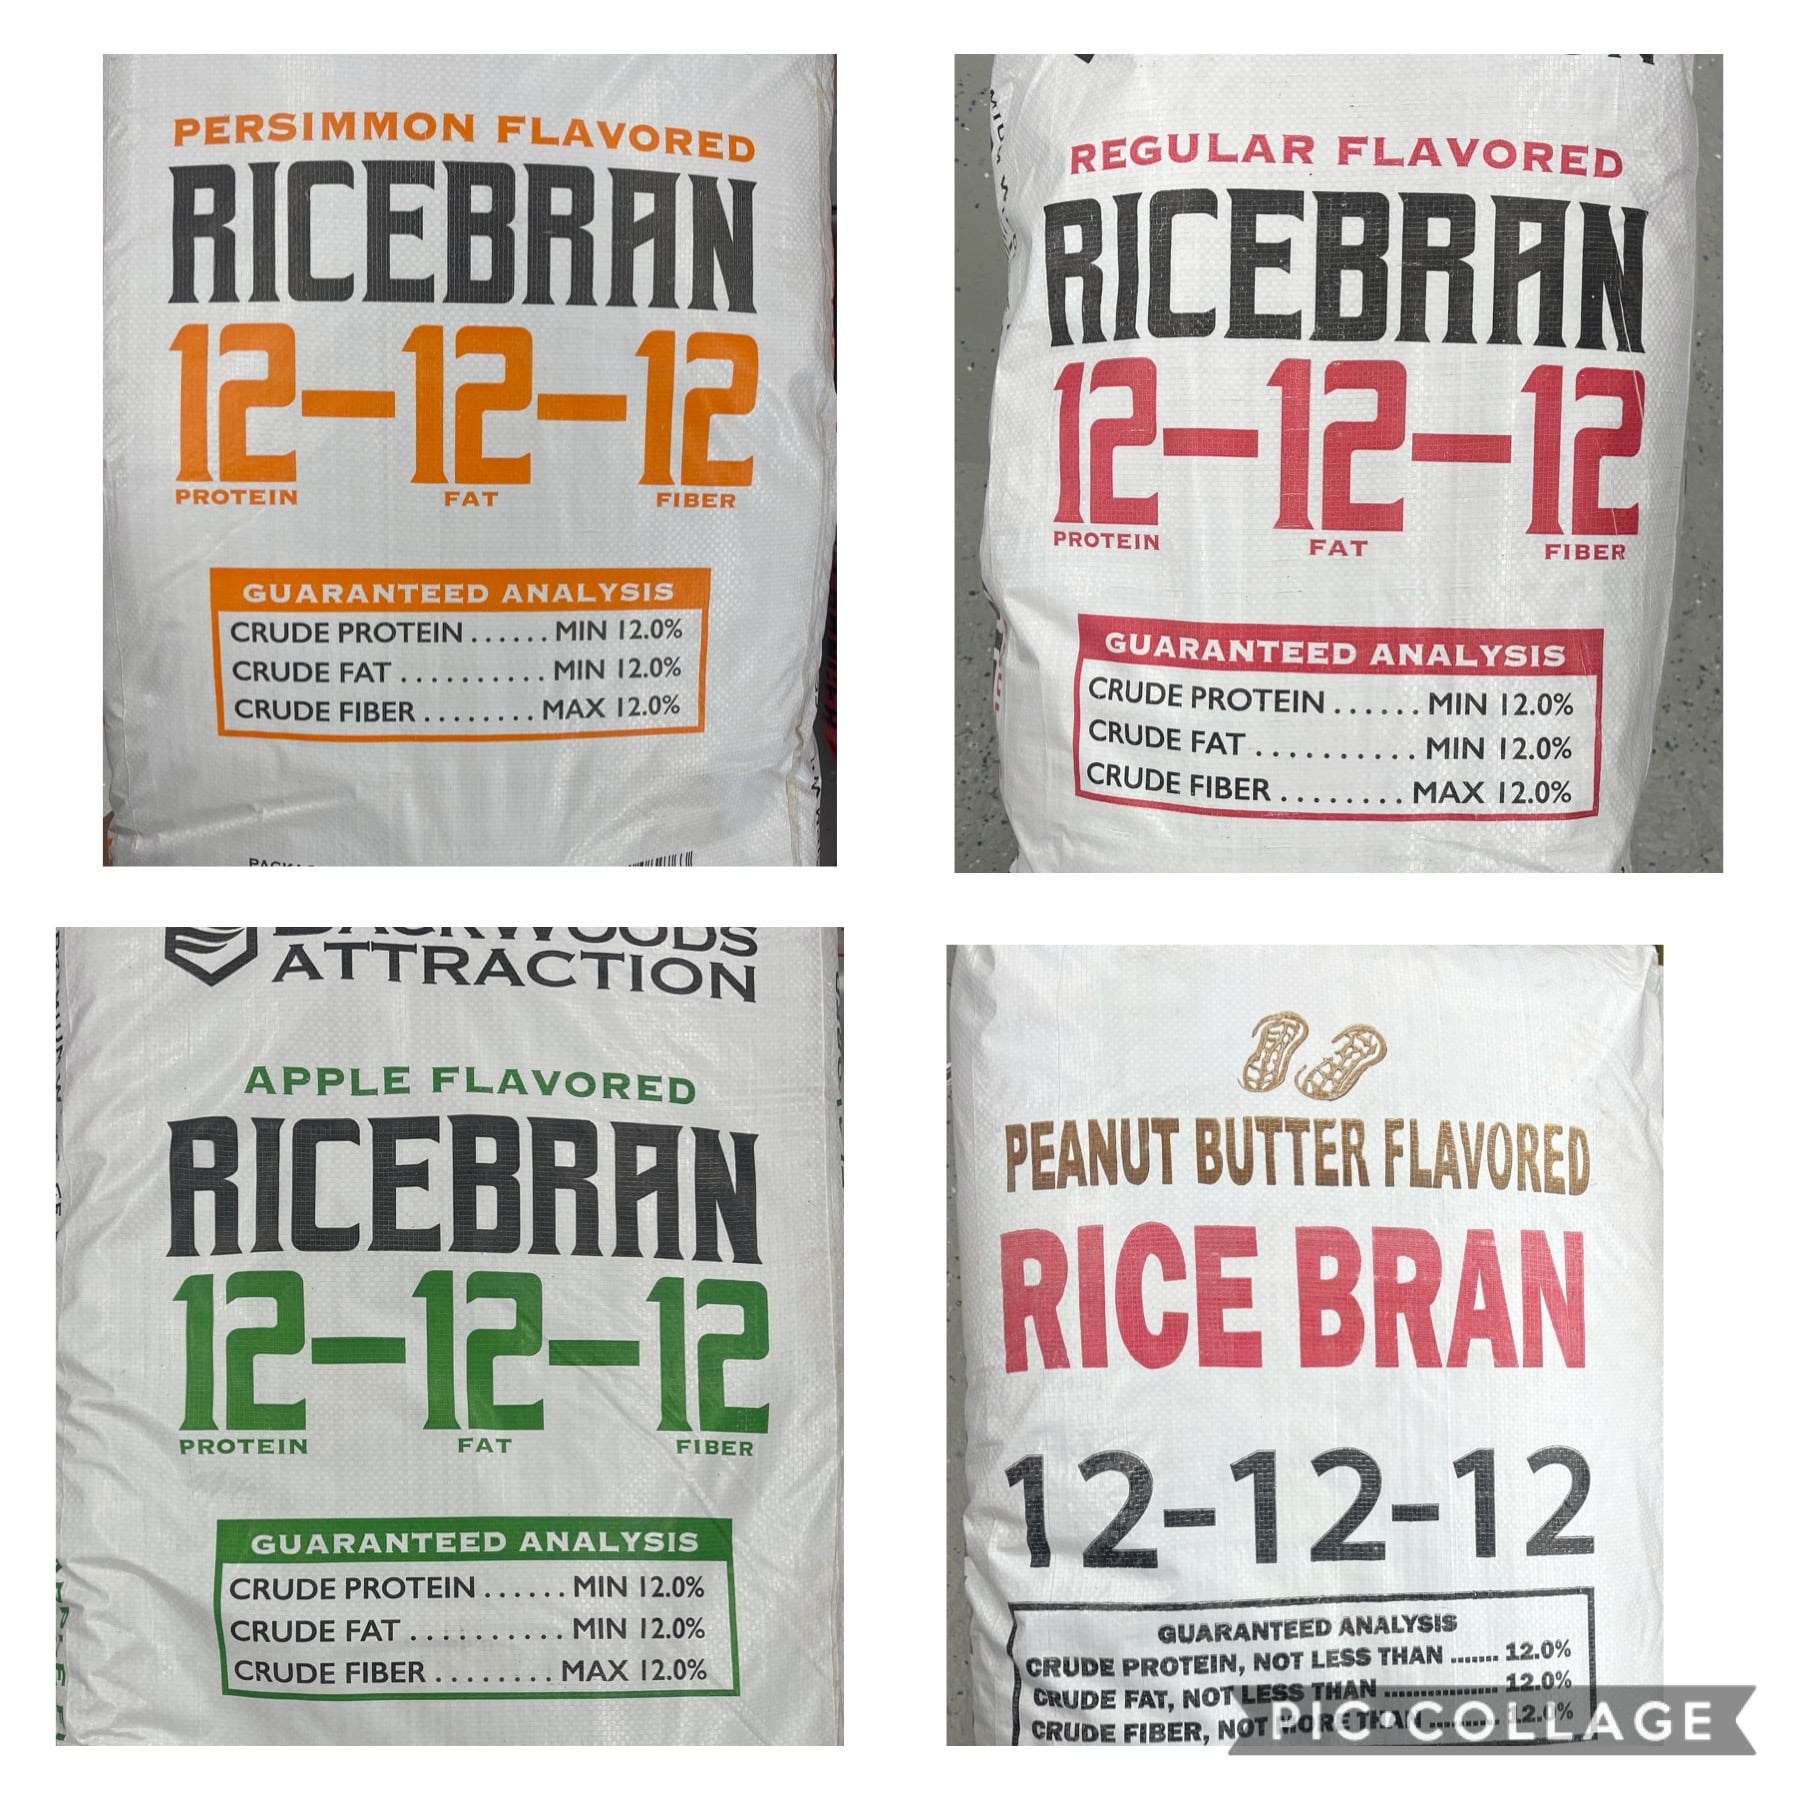 PERSIMMON FLAVORED
RICEBRAN
12-12-12
PROTEIN FAT FIBER
GUARANTEED ANALYSIS
CRUDE PROTEIN ...... MIN 12.0%
CRUDE FAT .......... MIN 12.0%
CRUDE FIBER ........ MAX 12.0%
REGULAR FLAVORED
RICEBRAN
12-12-12
PROTEIN FAT FIBER
GUARANTEED ANALYSIS
CRUDE PROTEIN ...... MIN 12.0%
CRUDE FAT .......... MIN 12.0%
CRUDE FIBER ........ MAX 12.0%
BACKWOODS
ATTRACTION
APPLE FLAVORED
RICEBRAN
12-12-12
PROTEIN FAT FIBER
GUARANTEED ANALYSIS
CRUDE PROTEIN ...... MIN 12.0%
CRUDE FAT .......... MIN 12.0%
CRUDE FIBER ........ MAX 12.0%
PEANUT BUTTER FLAVORED
RICE BRAN
12-12-12
GUARANTEED ANALYSIS
CRUDE PROTEIN, NOT LESS THAN ....... 12.0%
CRUDE FAT, NOT LESS THAN ................. 12.0%
CRUDE FIBER, NOT MORE THAN ........... 12.0%
PIC•COLLAGE